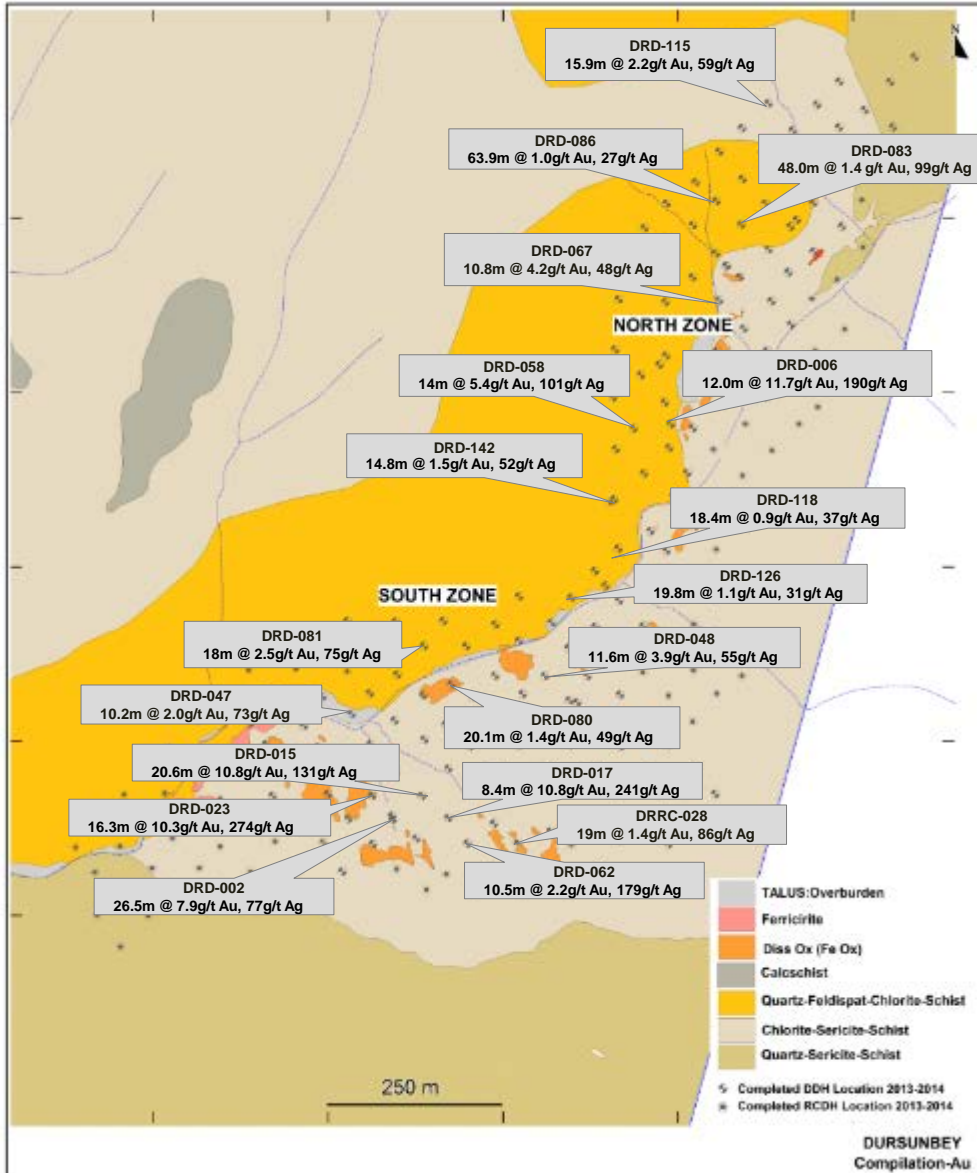 N
DRD-115
15.9m @ 2.2g/t Au, 59g/t Ag
DRD-086
63.9m @ 1.0g/t Au, 27g/t Ag
DRD-083
48.0m @ 1.4 g/t Au, 99g/t Ag
DRD-067
10.8m @ 4.2g/t Au, 48g/t Ag
NORTH ZONE
DRD-058
14m @ 5.4g/t Au, 101g/t Ag
DRD-006
12.0m @ 11.7g/t Au, 190g/t Ag
DRD-142
14.8m @ 1.5g/t Au, 52g/t Ag
DRD-118
18.4m @ 0.9g/t Au, 37g/t Ag
DRD-126
19.8m @ 1.1g/t Au, 31g/t Ag
SOUTH ZONE
DRD-081
18m @ 2.5g/t Au, 75g/t Ag
DRD-048
11.6m @ 3.9g/t Au, 55g/t Ag
DRD-047
10.2m @ 2.0g/t Au, 73g/t Ag
DRD-080
20.1m @ 1.4g/t Au, 49g/t Ag
DRD-015
20.6m @ 10.8g/t Au, 131g/t Ag
DRD-017
8.4m @ 10.8g/t Au, 241g/t Ag
DRD-023
16.3m @ 10.3g/t Au, 274g/t Ag
DRRC-028
19m @ 1.4g/t Au, 86g/t Ag
DRD-002
26.5m @ 7.9g/t Au, 77g/t Ag
DRD-062
10.5m @ 2.2g/t Au, 179g/t Ag
TALUS:Overburden
Ferricirite
Diss Ox (Fe Ox)
Calcschist
Quartz-Feldispat-Chlorite-Schist
Chlorite-Sericite-Schist
Quartz-Sericite-Schist
Completed DDH Location 2013-2014
Completed RCDH Location 2013-2014
250 m
DURSUNBEY
Compilation-Au